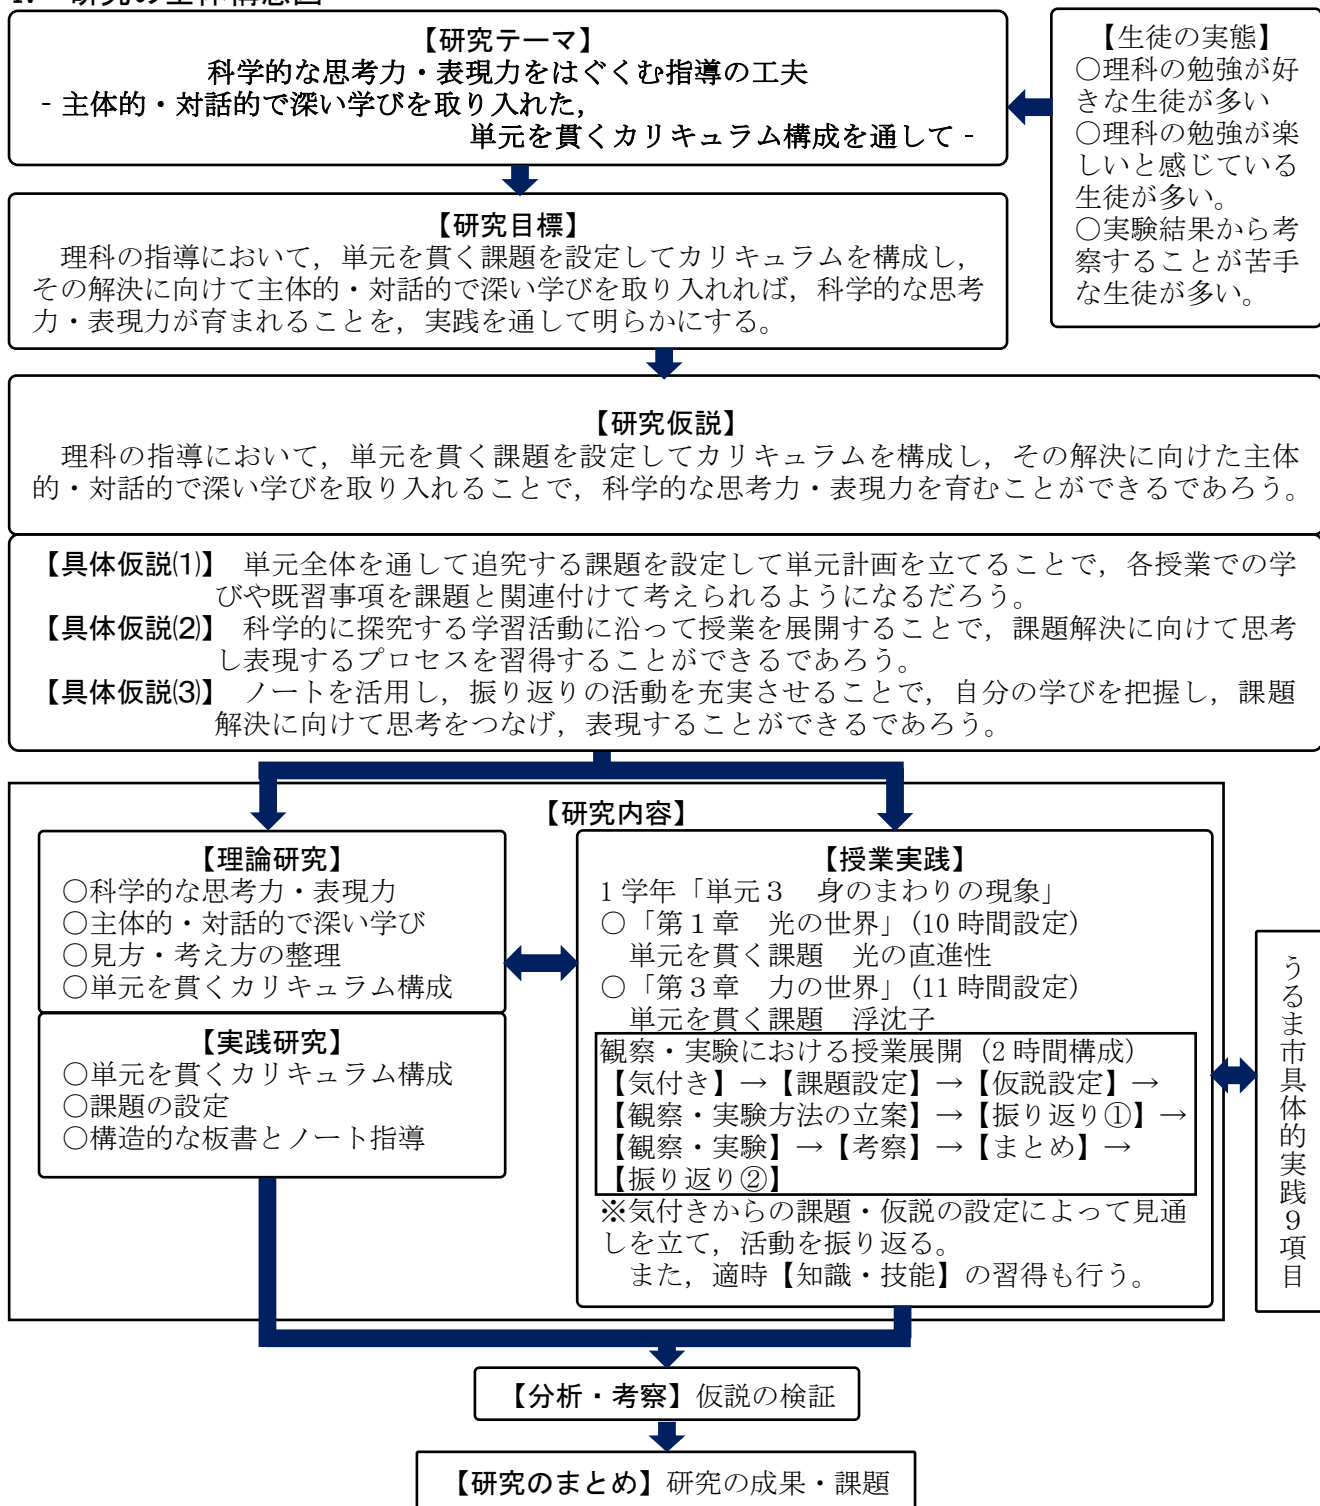 研究の全体構想図
【研究テーマ】
科学的な思考力・表現力をはぐくむ指導の工夫
- 主体的・対話的で深い学びを取り入れた，
単元を貫くカリキュラム構成を通して -
【生徒の実態】
○理科の勉強が好
きな生徒が多い
○理科の勉強が楽
しいと感じている
生徒が多い。
○実験結果から考
察することが苦手
な生徒が多い。
【研究目標】
理科の指導において，単元を貫く課題を設定してカリキュラムを構成し，
その解決に向けて主体的・対話的で深い学びを取り入れれば，科学的な思考
力・表現力が育まれることを，実践を通して明らかにする。
【研究仮説】
理科の指導において，単元を貫く課題を設定してカリキュラムを構成し，その解決に向けた主体
的・対話的で深い学びを取り入れることで，科学的な思考力・表現力を育むことができるであろう。
【具体仮説⑴】 単元全体を通して追究する課題を設定して単元計画を立てることで，各授業での学
びや既習事項を課題と関連付けて考えられるようになるだろう。
【具体仮説⑵】 科学的に探究する学習活動に沿って授業を展開することで，課題解決に向けて思考
し表現するプロセスを習得することができるであろう。
【具体仮説⑶】 ノートを活用し，振り返りの活動を充実させることで，自分の学びを把握し，課題
解決に向けて思考をつなげ，表現することができるであろう。
【研究内容】
【理論研究】
○科学的な思考力・表現力
○主体的・対話的で深い学び
○見方・考え方の整理
○単元を貫くカリキュラム構成
【実践研究】
○単元を貫くカリキュラム構成
○課題の設定
○構造的な板書とノート指導
【授業実践】
1学年「単元３　身のまわりの現象」
○「第１章　光の世界」(10時間設定)
単元を貫く課題　光の直進性
○「第３章　力の世界」(11時間設定)
単元を貫く課題　浮沈子
観察・実験における授業展開（2時間構成）
【気付き】→【課題設定】→【仮説設定】→
【観察・実験方法の立案】→【振り返り①】→
【観察・実験】→【考察】→【まとめ】→
【振り返り②】
※気付きからの課題・仮説の設定によって見通
しを立て，活動を振り返る。
また，適時【知識・技能】の習得も行う。
うるま市具体的実践９項目
【分析・考察】仮説の検証
【研究のまとめ】研究の成果・課題